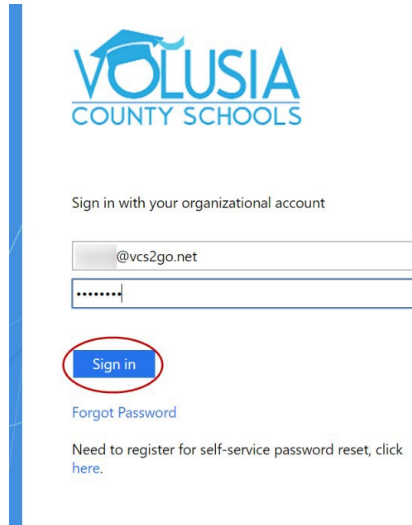 VOLUSIA
COUNTY SCHOOLS
Sign in with your organizational account
@vcs2go.net
••••••••
Sign in
Forgot Password
Need to register for self-service password reset, click
here.